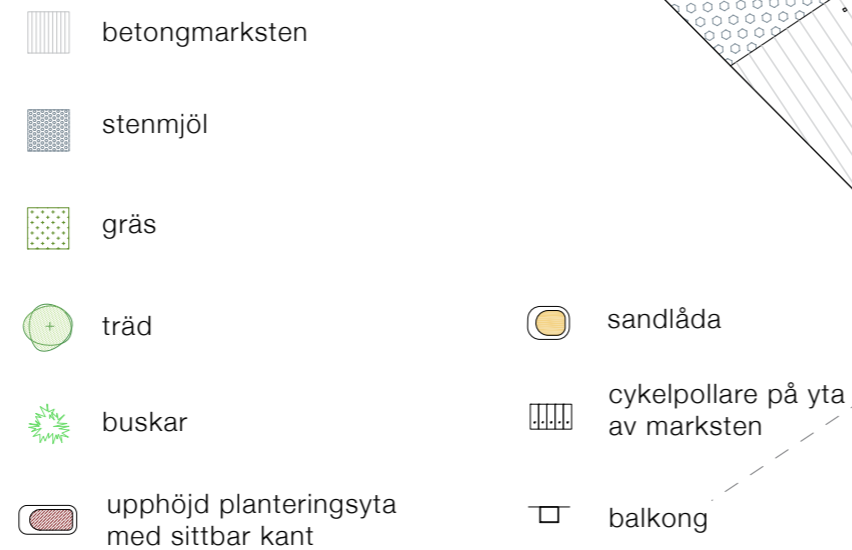 betongmarksten
stenmjöl
gräs
träd
buskar
upphöjd planteringsyta
med sittbar kant
sandlåda
cykelpollare på yta
av marksten
balkong